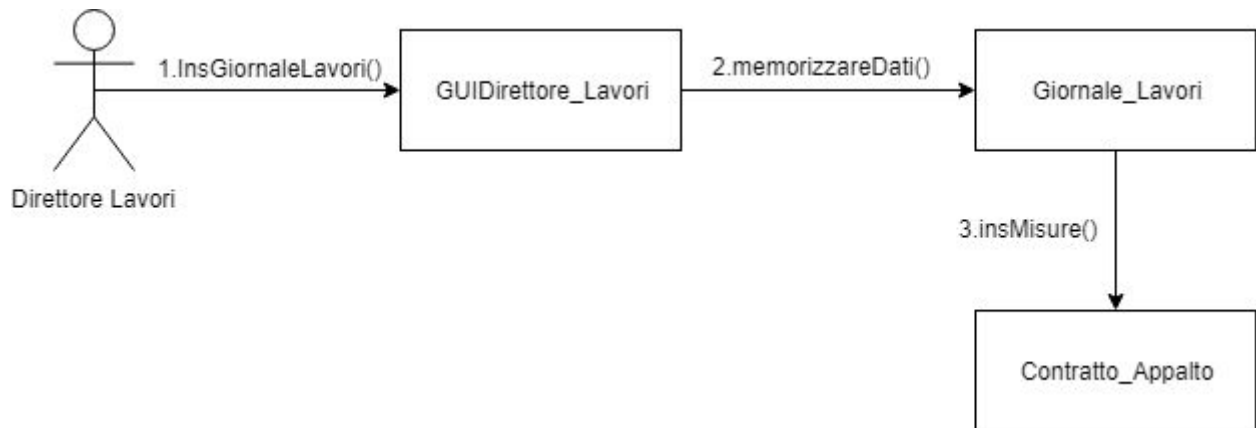 1.InsGiornaleLavori()
GUIDirettore_Lavori
2.memorizzareDati()
Giornale_Lavori
Direttore Lavori
3.insMisure()
Contratto_Appalto